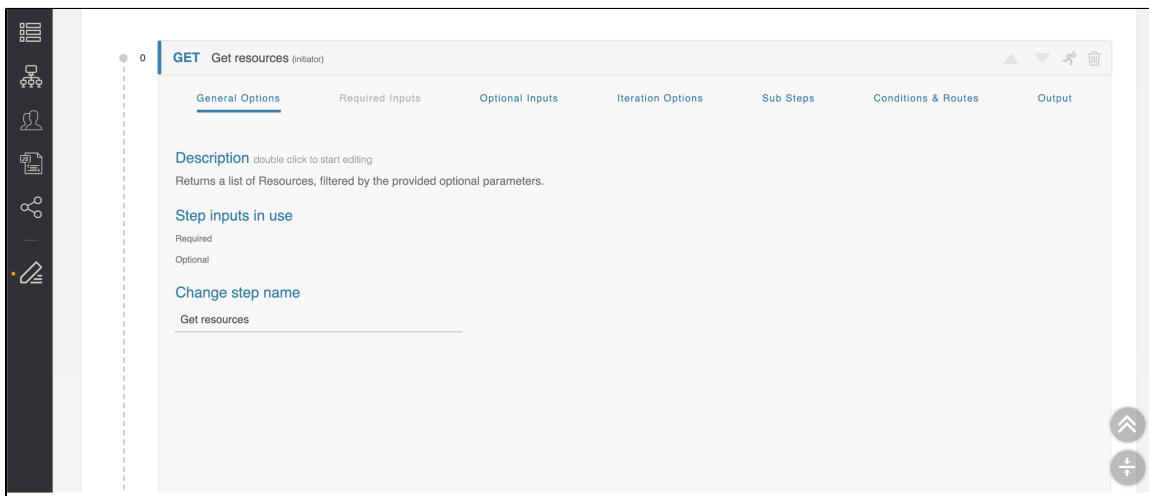 0 GET Get resources (initiator)
General Options Required Inputs Optional Inputs Iteration Options Sub Steps Conditions & Routes Output
Description double click to start editing
Returns a list of Resources, filtered by the provided optional parameters.
Step inputs in use
Required
Optional
Change step name
Get resources